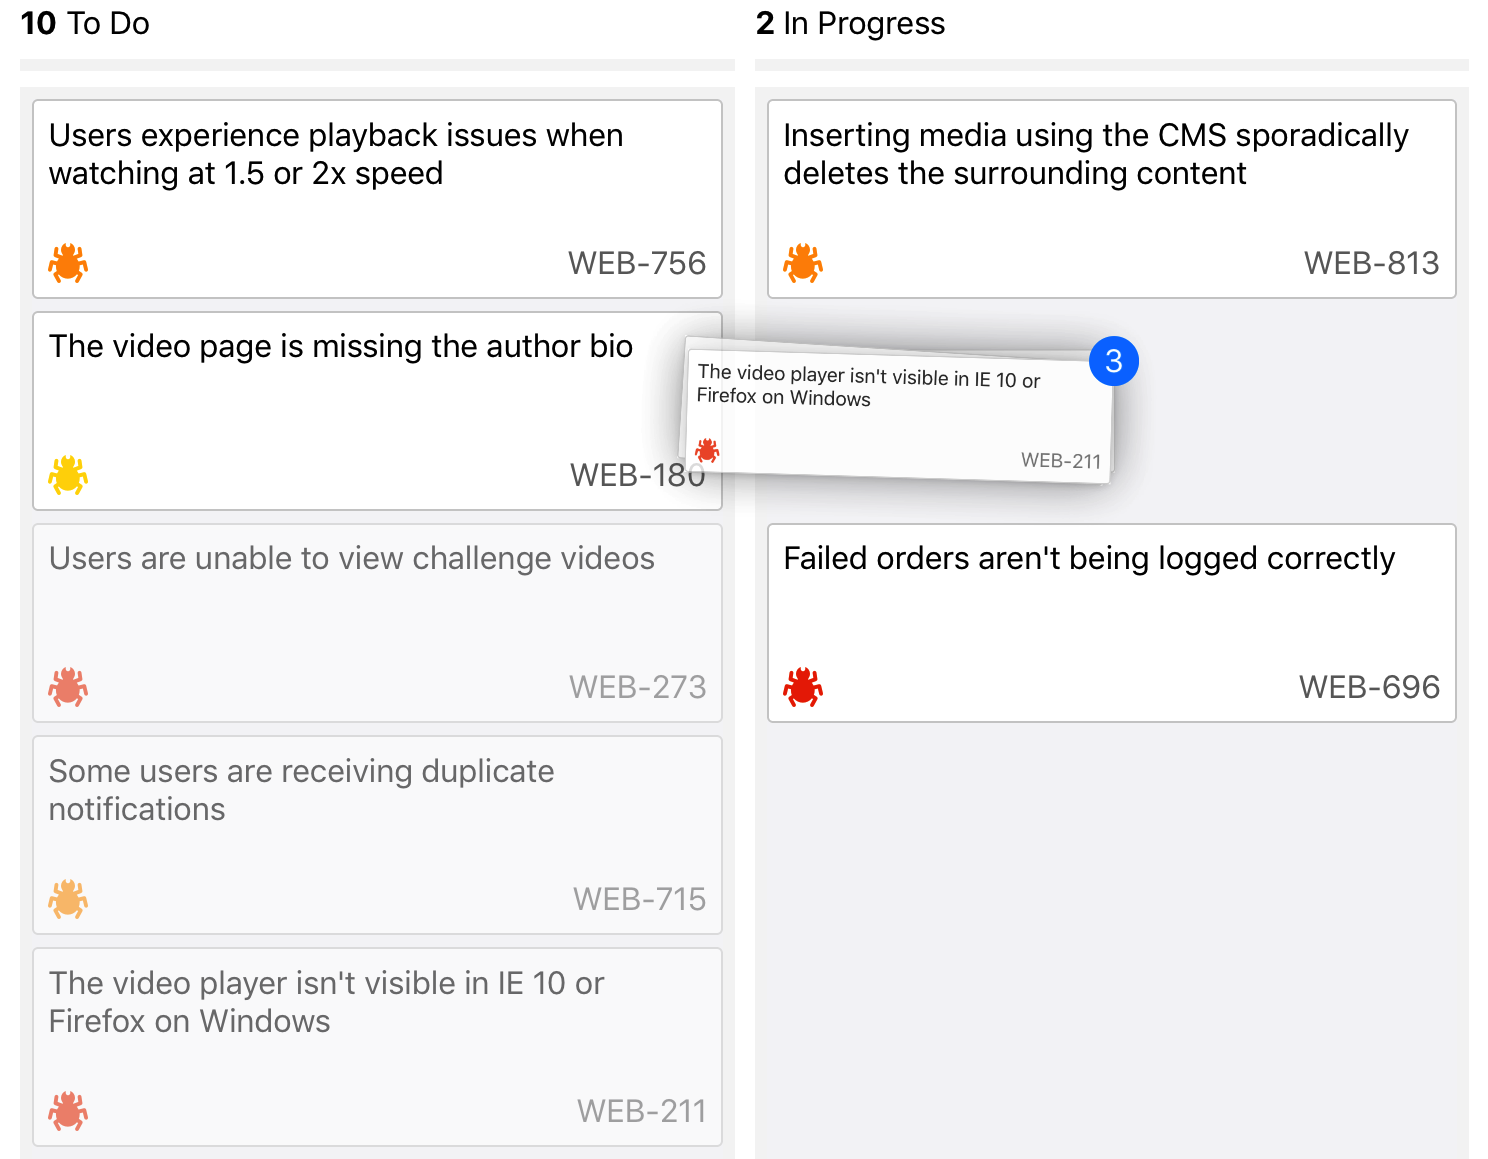 10 To Do
Users experience playback issues when
watching at 1.5 or 2x speed
WEB-756
The video page is missing the author bio
WEB-180
Users are unable to view challenge videos
WEB-273
Some users are receiving duplicate
notifications
WEB-715
The video player isn't visible in IE 10 or
Firefox on Windows
WEB-211
2 In Progress
Inserting media using the CMS sporadically
deletes the surrounding content
WEB-813
3
The video player isn't visible in IE 10 or
Firefox on Windows
WEB-211
Failed orders aren't being logged correctly
WEB-696